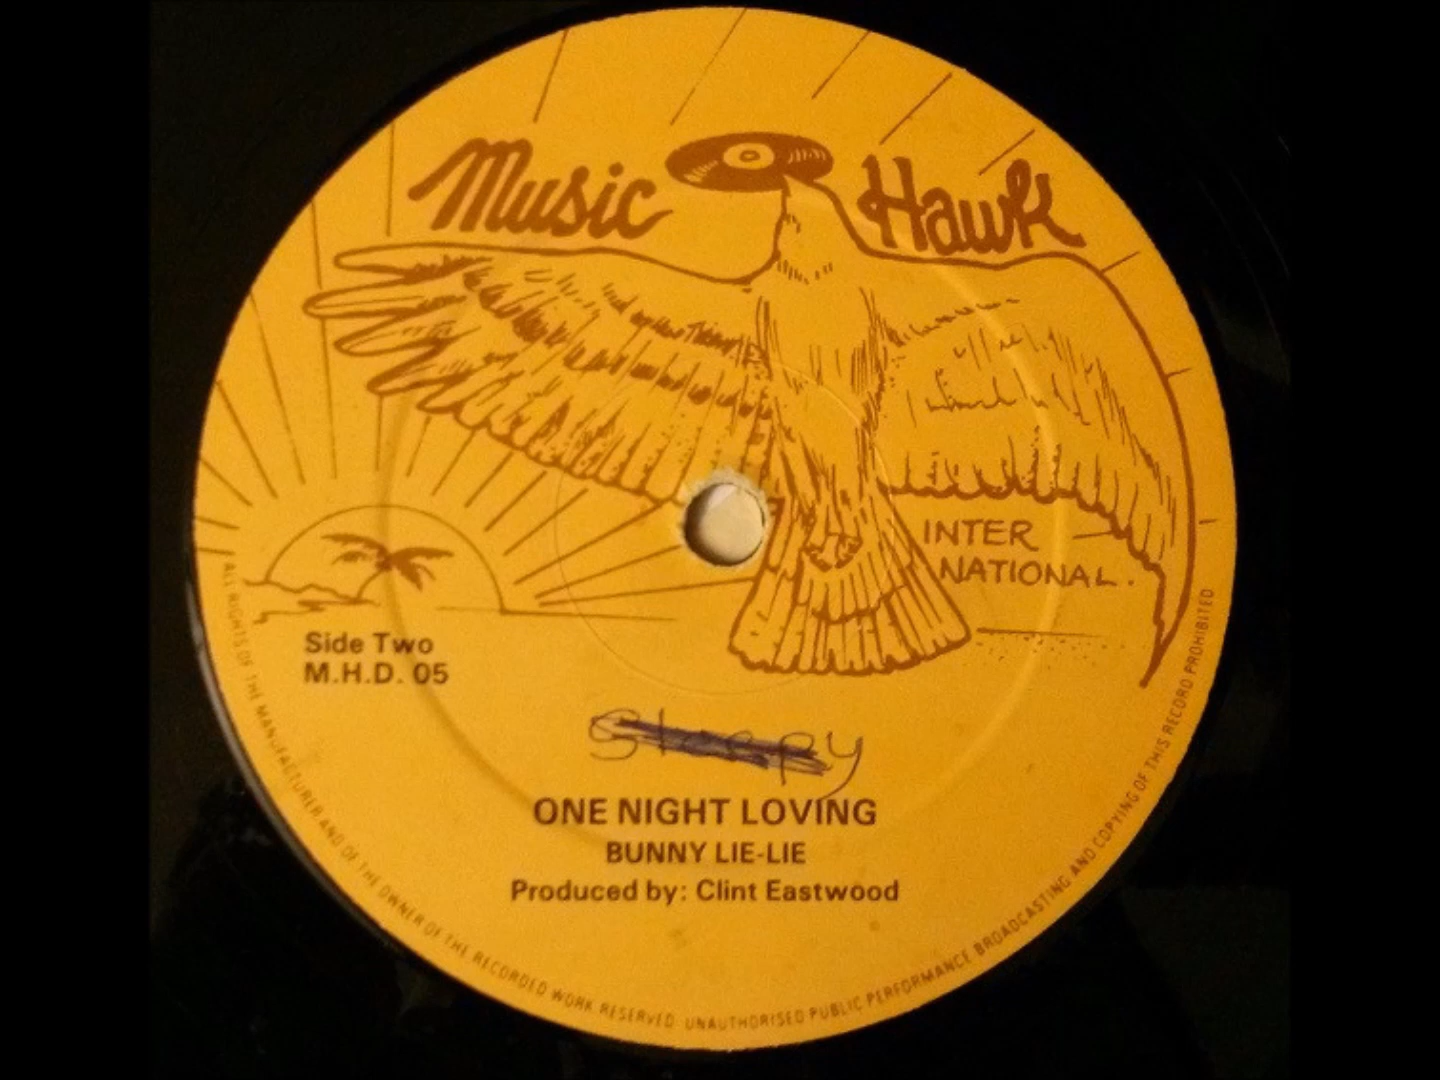 Music Hawk
INTER
NATIONAL.
Side Two
M.H.D. 05
Sleepy
ONE NIGHT LOVING
BUNNY LIE-LIE
Produced by: Clint Eastwood
ALL RIGHTS OF THE MANUFACTURER AND OF THE OWNER OF THE RECORDED WORK RESERVED. UNAUTHORISED PUBLIC PERFORMANCE BROADCASTING AND COPYING OF THIS RECORD PROHIBITED